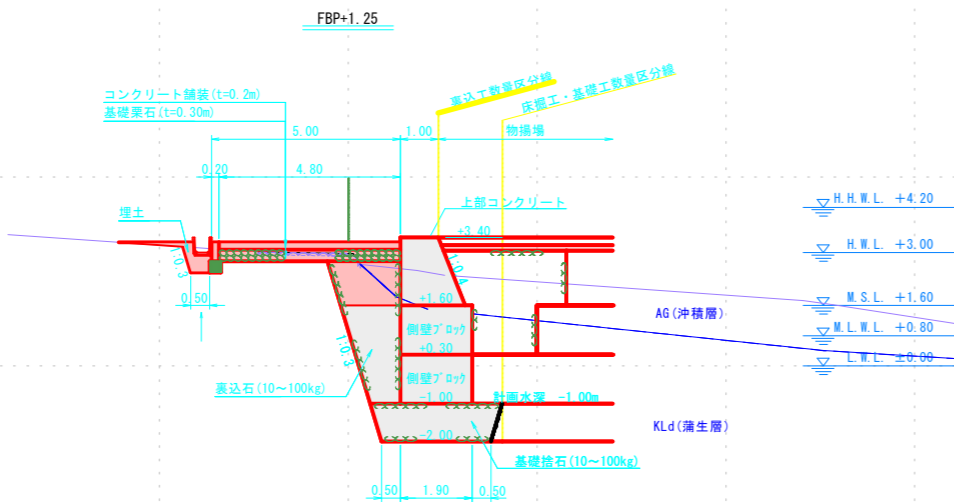 FBP+1.25
裏込工数量区分線
床掘工・基礎工数量区分線
コンクリート舗装(t=0.2m)
基礎栗石(t=0.30m)
5.00
1.00
物揚場
0.20
4.80
埋土
上部コンクリート
+3.40
H.H.W.L. +4.20
H.W.L. +3.00
1:0.3
1:0.4
0.50
+1.60
M.S.L. +1.60
AG(沖積層)
側壁ブロック
M.L.W.L. +0.80
1:0.3
+0.30
L.W.L. ±0.00
側壁ブロック
裏込石(10～100kg)
-1.00
計画水深 -1.00m
KLd(蒲生層)
-2.00
基礎捨石(10～100kg)
0.50
1.90
0.50